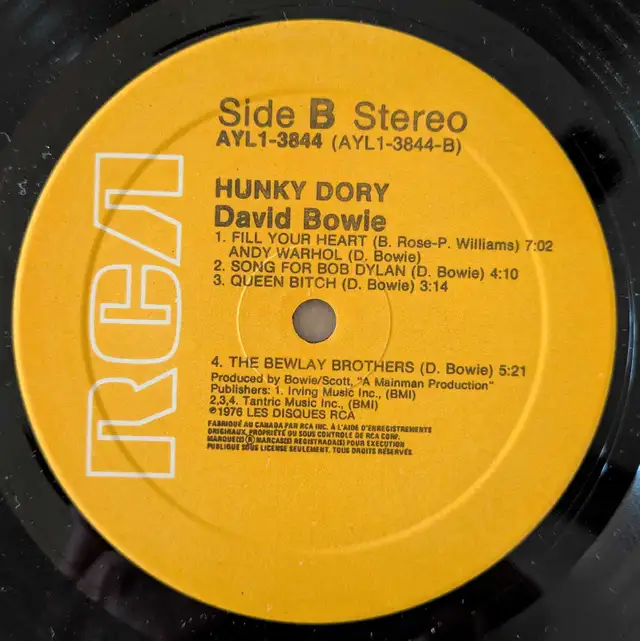 RCA
Side B Stereo
AYL1-3844 (AYL1-3844-B)
HUNKY DORY
David Bowie
1. FILL YOUR HEART (B. Rose-P. Williams) 7:02
ANDY WARHOL (D. Bowie)
2. SONG FOR BOB DYLAN (D. Bowie) 4:10
3. QUEEN BITCH (D. Bowie) 3:14
4. THE BEWLAY BROTHERS (D. Bowie) 5:21
Produced by Bowie/Scott, "A Mainman Production"
Publishers: 1. Irving Music Inc., (BMI)
2,3,4. Tantric Music Inc., (BMI)
℗1976 LES DISQUES RCA
FABRIQUÉ AU CANADA PAR RCA INC. À L'AIDE D'ENREGISTREMENTS
ORIGINAUX, PROPRIÉTÉ OU SOUS CONTROLE DE RCA CORP.
MARQUE(S) ® MARCAS(S) REGISTRADA(S) POUR EXECUTION
PUBLIQUE SOUS LICENSE SEULEMENT. TOUS DROITS RÉSERVÉS.